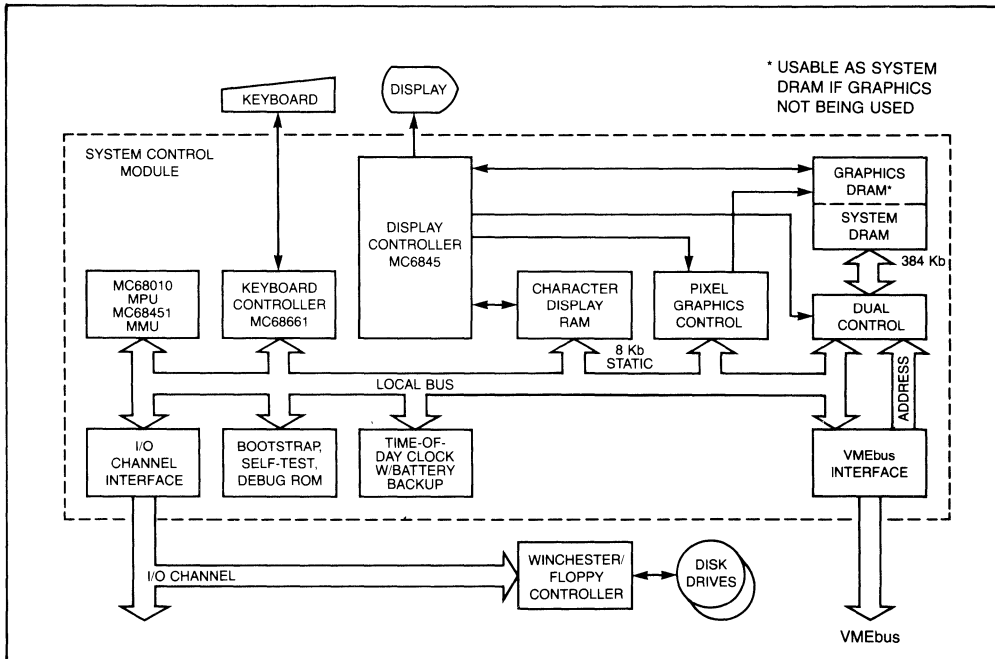 * USABLE AS SYSTEM
DRAM IF GRAPHICS
NOT BEING USED
KEYBOARD
DISPLAY
SYSTEM CONTROL
MODULE
DISPLAY
CONTROLLER
MC6845
GRAPHICS
DRAM*
SYSTEM
DRAM
384 Kb
MC68010
MPU
MC68451
MMU
KEYBOARD
CONTROLLER
MC68661
CHARACTER
DISPLAY
RAM
PIXEL
GRAPHICS
CONTROL
DUAL
CONTROL
8 Kb
STATIC
LOCAL BUS
ADDRESS
I/O
CHANNEL
INTERFACE
BOOTSTRAP,
SELF-TEST,
DEBUG ROM
TIME-OF-
DAY CLOCK
W/BATTERY
BACKUP
VMEbus
INTERFACE
I/O CHANNEL
WINCHESTER/
FLOPPY
CONTROLLER
DISK
DRIVES
VMEbus